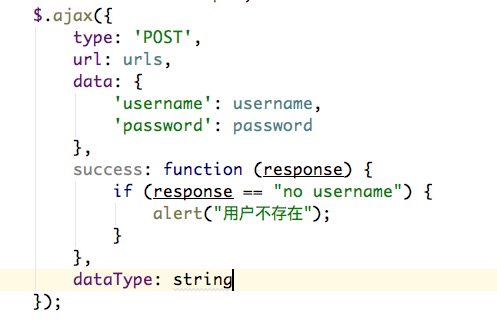 $.ajax({
type: 'POST',
url: urls,
data: {
'username': username,
'password': password
},
success: function (response) {
if (response == "no username") {
alert("用户不存在");
}
},
dataType: string
});